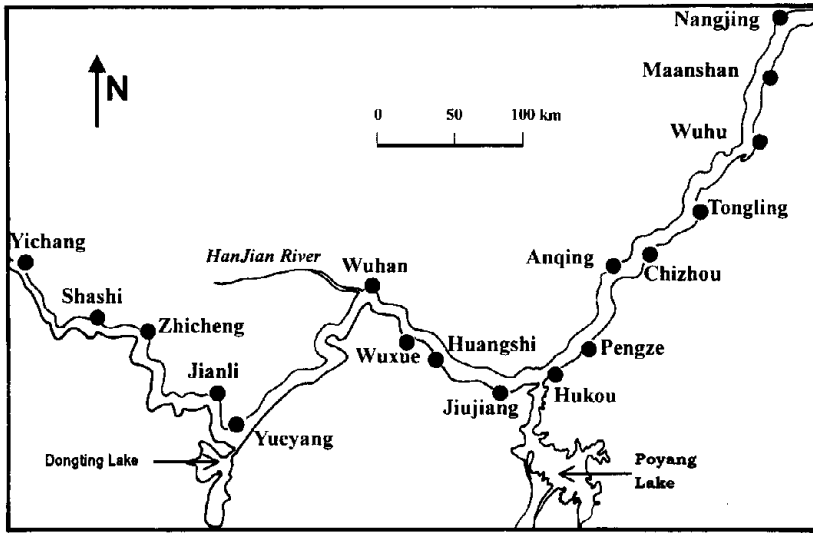 Nangjing
Maanshan
N
0 50 100 km
Wuhu
Tongling
Yichang
HanJian River
Wuhan
Anqing
Chizhou
Shashi
Zhicheng
Huangshi
Wuxue
Pengze
Jianli
Jiujiang
Hukou
Yueyang
Dongting Lake
Poyang
Lake